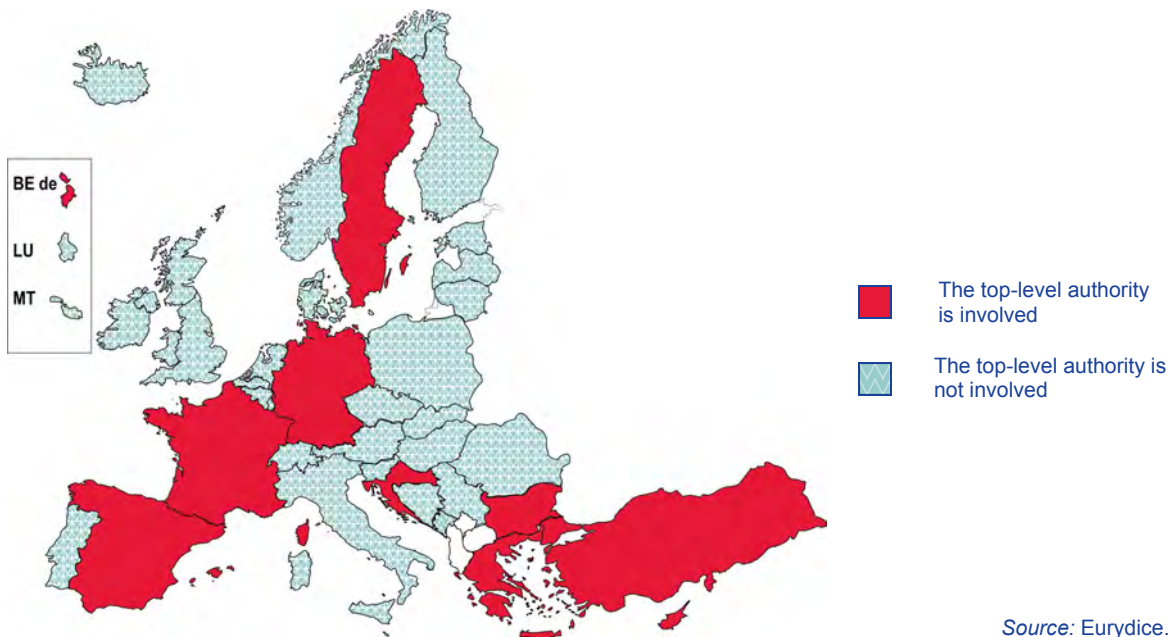 BE de
LU
MT
The top-level authority
is involved
The top-level authority is
not involved
Source: Eurydice.